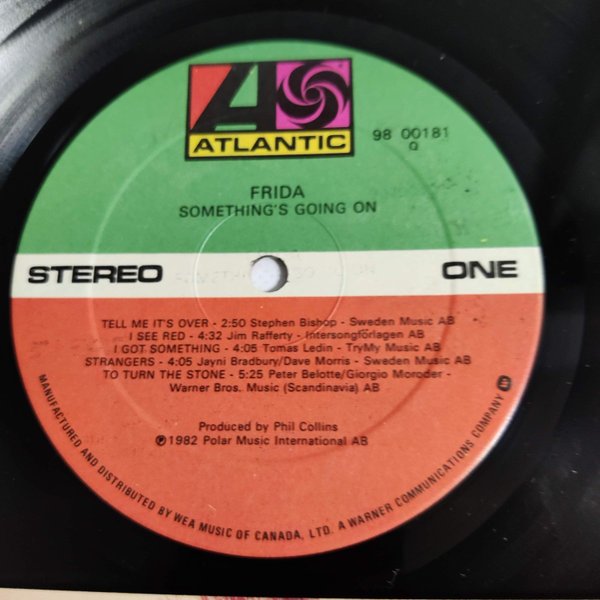 ATLANTIC
98 00181
Q
FRIDA
SOMETHING'S GOING ON
STEREO
ONE
TELL ME IT'S OVER - 2:50 Stephen Bishop - Sweden Music AB
I SEE RED - 4:32 Jim Rafferty - Intersongförlagen AB
I GOT SOMETHING - 4:05 Tomas Ledin - TryMy Music AB
STRANGERS - 4:05 Jayni Bradbury/Dave Morris - Sweden Music AB
TO TURN THE STONE - 5:25 Peter Belotte/Giorgio Moroder -
Warner Bros. Music (Scandinavia) AB
Produced by Phil Collins
℗1982 Polar Music International AB
MANUFACTURED AND DISTRIBUTED BY WEA MUSIC OF CANADA, LTD. A WARNER COMMUNICATIONS COMPANY